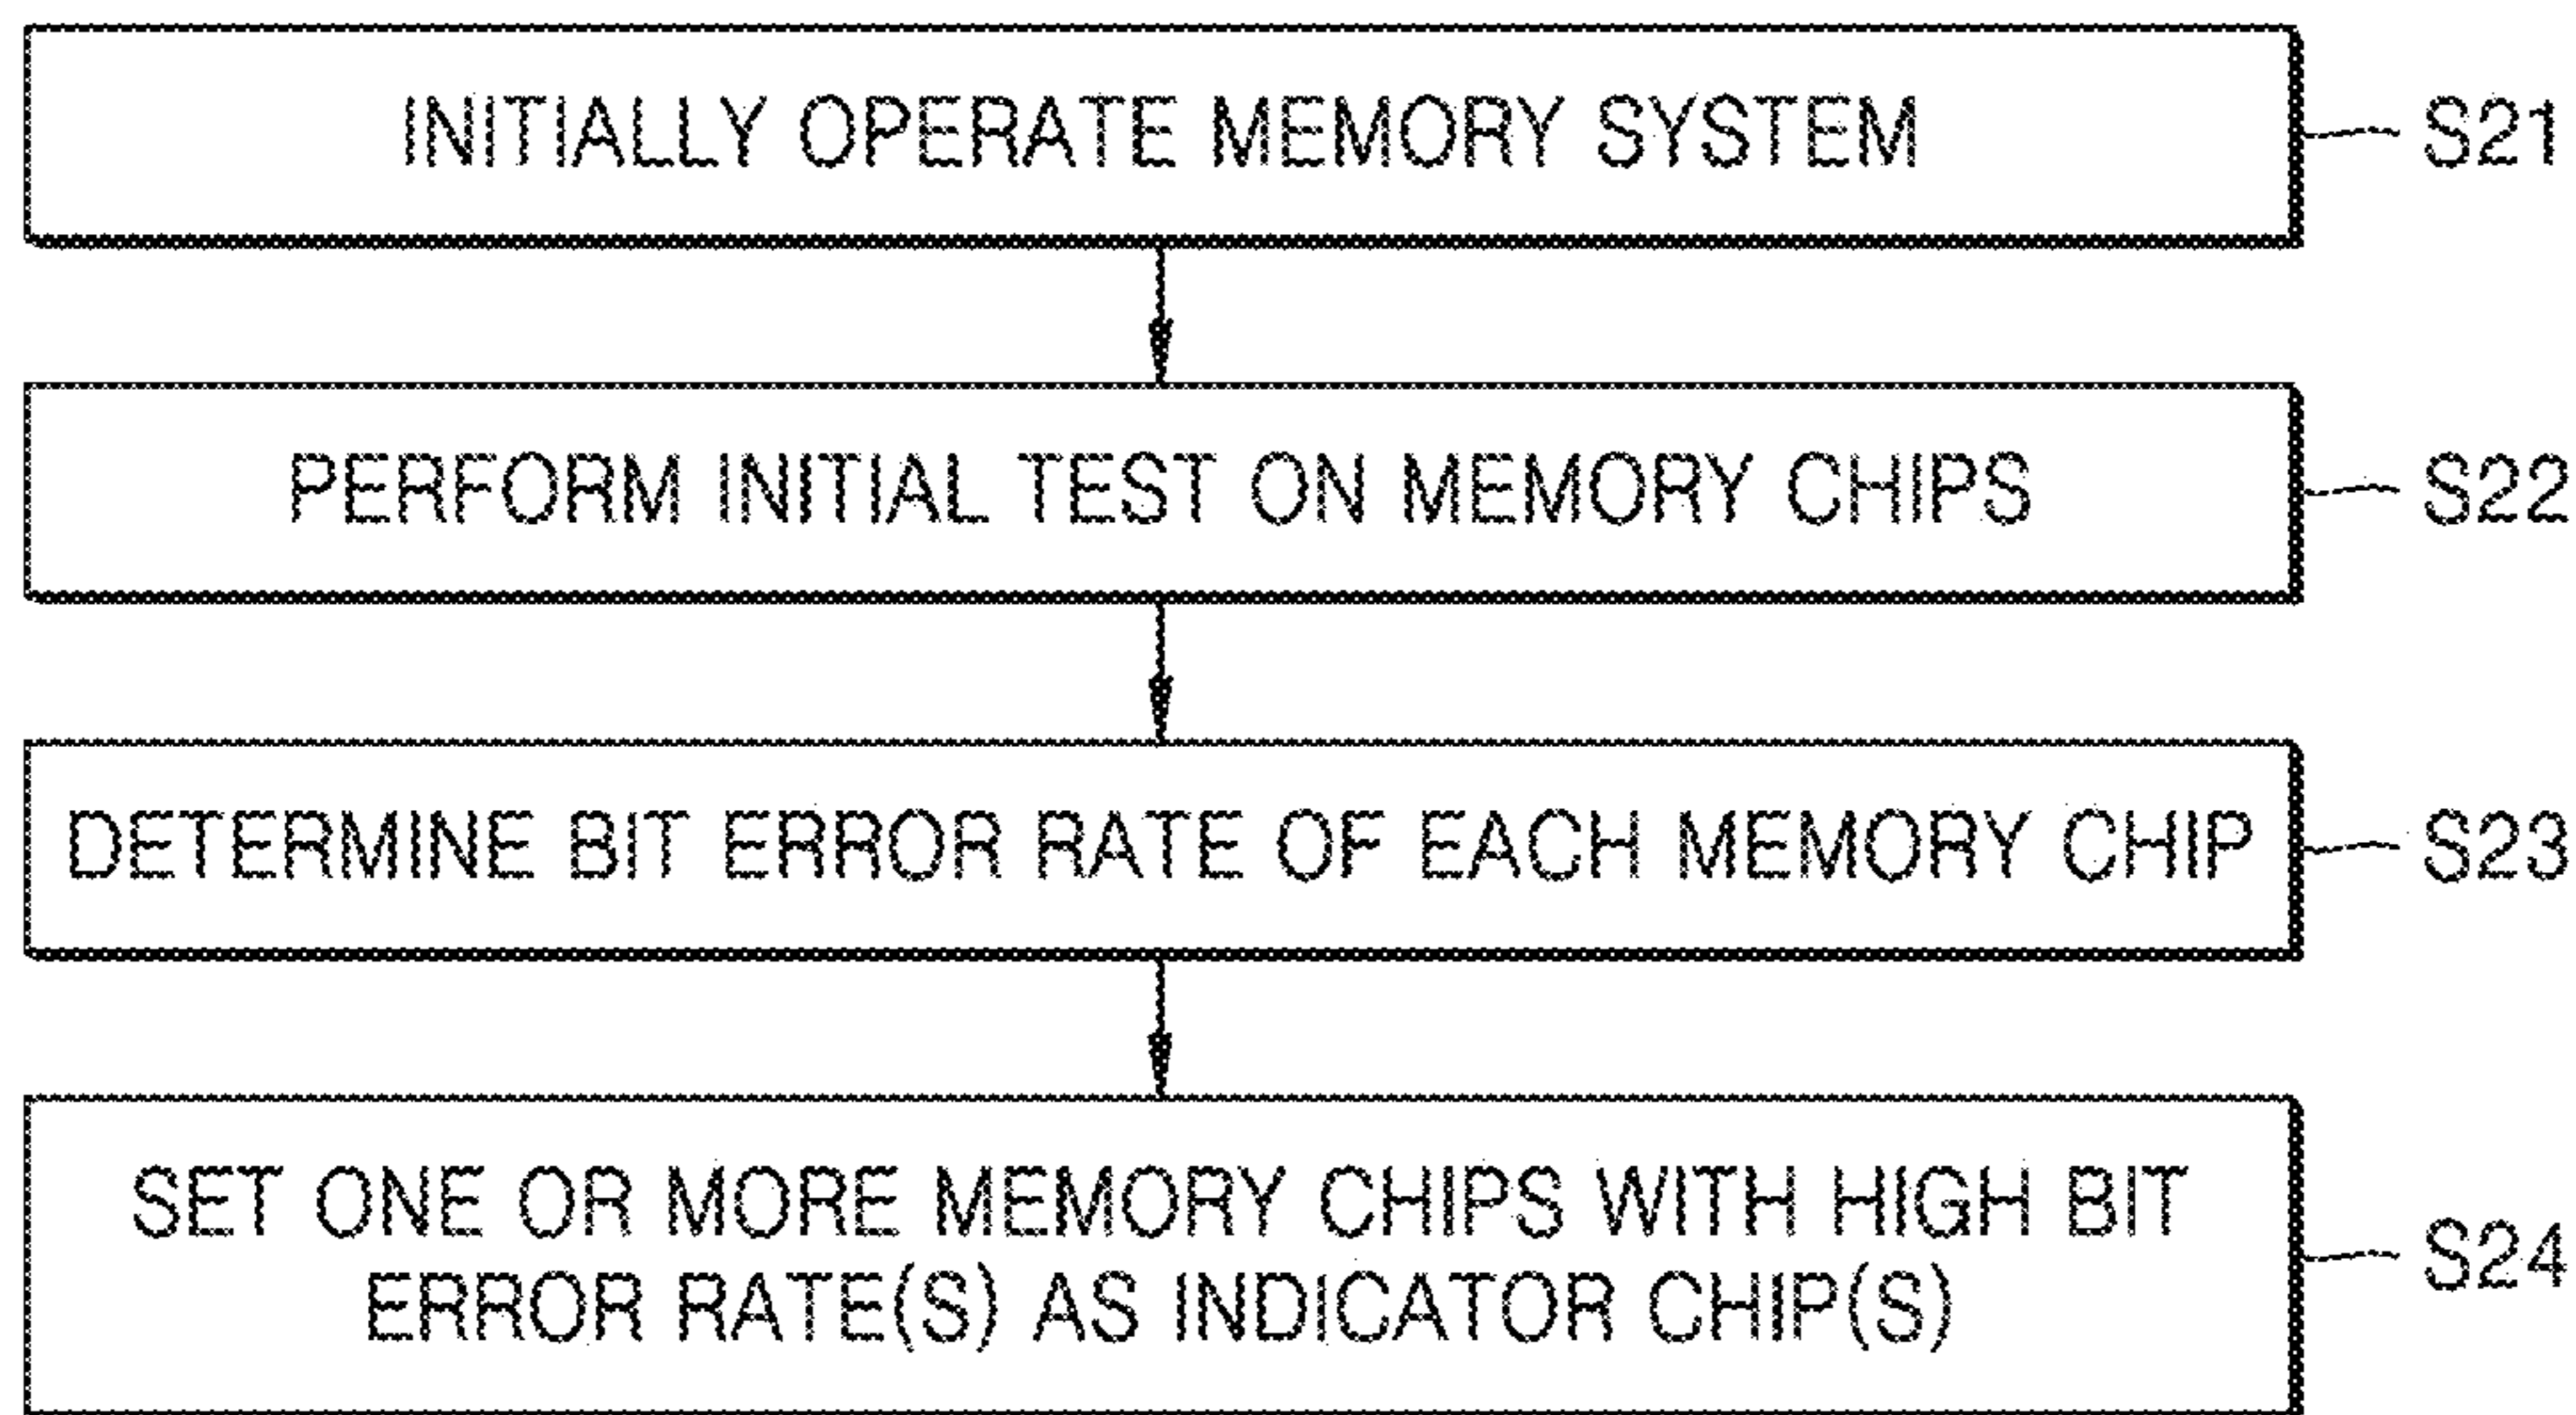 INITIALLY OPERATE MEMORY SYSTEM
S21
PERFORM INITIAL TEST ON MEMORY CHIPS
S22
DETERMINE BIT ERROR RATE OF EACH MEMORY CHIP
S23
SET ONE OR MORE MEMORY CHIPS WITH HIGH BIT
ERROR RATE(S) AS INDICATOR CHIP(S)
S24